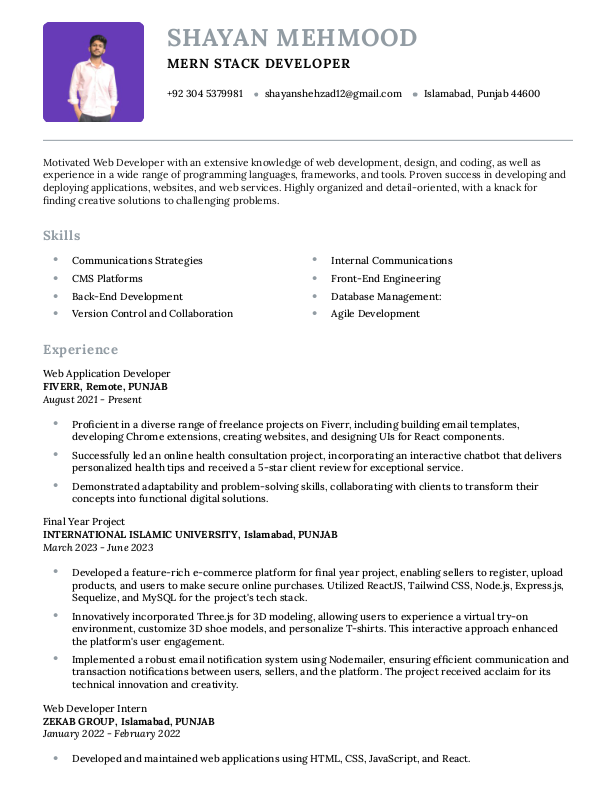 SHAYAN MEHMOOD
MERN STACK DEVELOPER
+92 304 5379981 • shayanshehzad12@gmail.com • Islamabad, Punjab 44600
Motivated Web Developer with an extensive knowledge of web development, design, and coding, as well as
experience in a wide range of programming languages, frameworks, and tools. Proven success in developing and
deploying applications, websites, and web services. Highly organized and detail-oriented, with a knack for
finding creative solutions to challenging problems.
Skills
• Communications Strategies
• CMS Platforms
• Back-End Development
• Version Control and Collaboration
• Internal Communications
• Front-End Engineering
• Database Management:
• Agile Development
Experience
Web Application Developer
FIVERR, Remote, PUNJAB
August 2021 - Present
• Proficient in a diverse range of freelance projects on Fiverr, including building email templates,
developing Chrome extensions, creating websites, and designing UIs for React components.
• Successfully led an online health consultation project, incorporating an interactive chatbot that delivers
personalized health tips and received a 5-star client review for exceptional service.
• Demonstrated adaptability and problem-solving skills, collaborating with clients to transform their
concepts into functional digital solutions.
Final Year Project
INTERNATIONAL ISLAMIC UNIVERSITY, Islamabad, PUNJAB
March 2023 - June 2023
• Developed a feature-rich e-commerce platform for final year project, enabling sellers to register, upload
products, and users to make secure online purchases. Utilized ReactJS, Tailwind CSS, Node.js, Express.js,
Sequelize, and MySQL for the project's tech stack.
• Innovatively incorporated Three.js for 3D modeling, allowing users to experience a virtual try-on
environment, customize 3D shoe models, and personalize T-shirts. This interactive approach enhanced
the platform's user engagement.
• Implemented a robust email notification system using Nodemailer, ensuring efficient communication and
transaction notifications between users, sellers, and the platform. The project received acclaim for its
technical innovation and creativity.
Web Developer Intern
ZEKAB GROUP, Islamabad, PUNJAB
January 2022 - February 2022
• Developed and maintained web applications using HTML, CSS, JavaScript, and React.